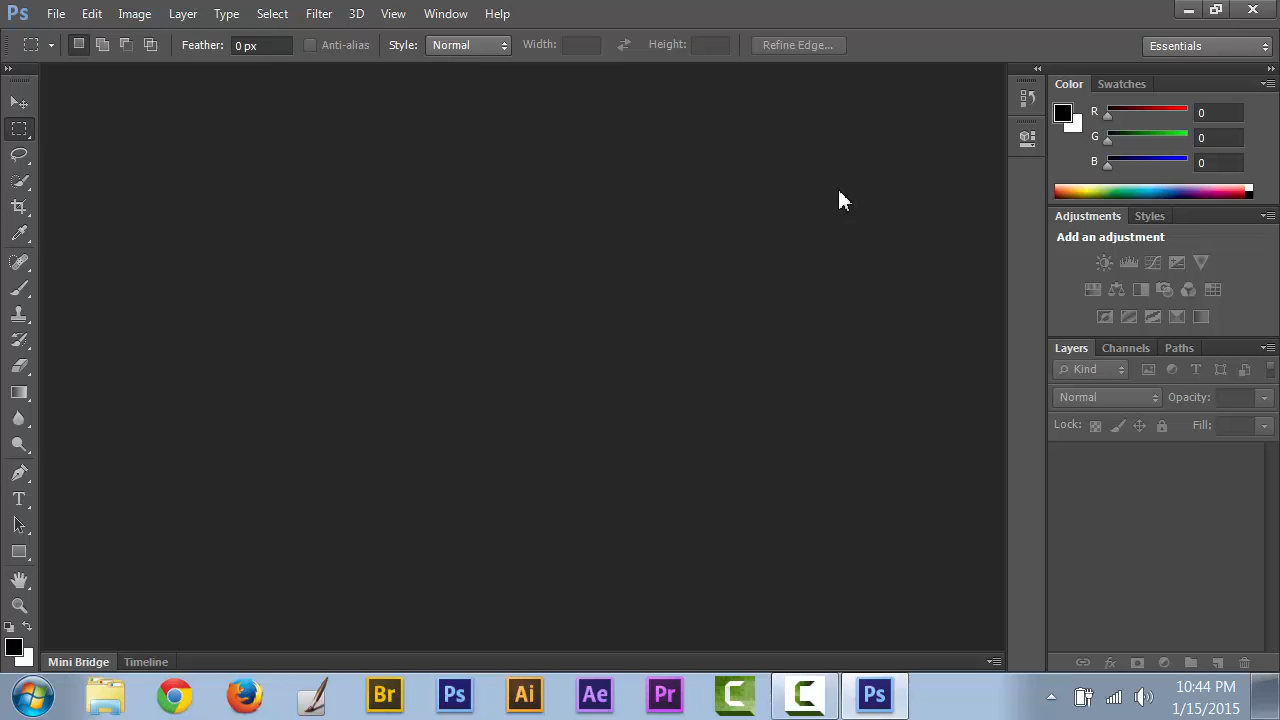 Ps File Edit Image Layer Type Select Filter 3D View Window Help
Feather: 0 px Anti-alias Style: Normal Width: Height: Refine Edge... Essentials
Color Swatches
R 0
G 0
B 0
Adjustments Styles
Add an adjustment
Layers Channels Paths
Kind T
Normal Opacity:
Lock: Fill:
T
fx
Mini Bridge Timeline
Br Ps Ai Ae Pr C C Ps
10:44 PM
1/15/2015